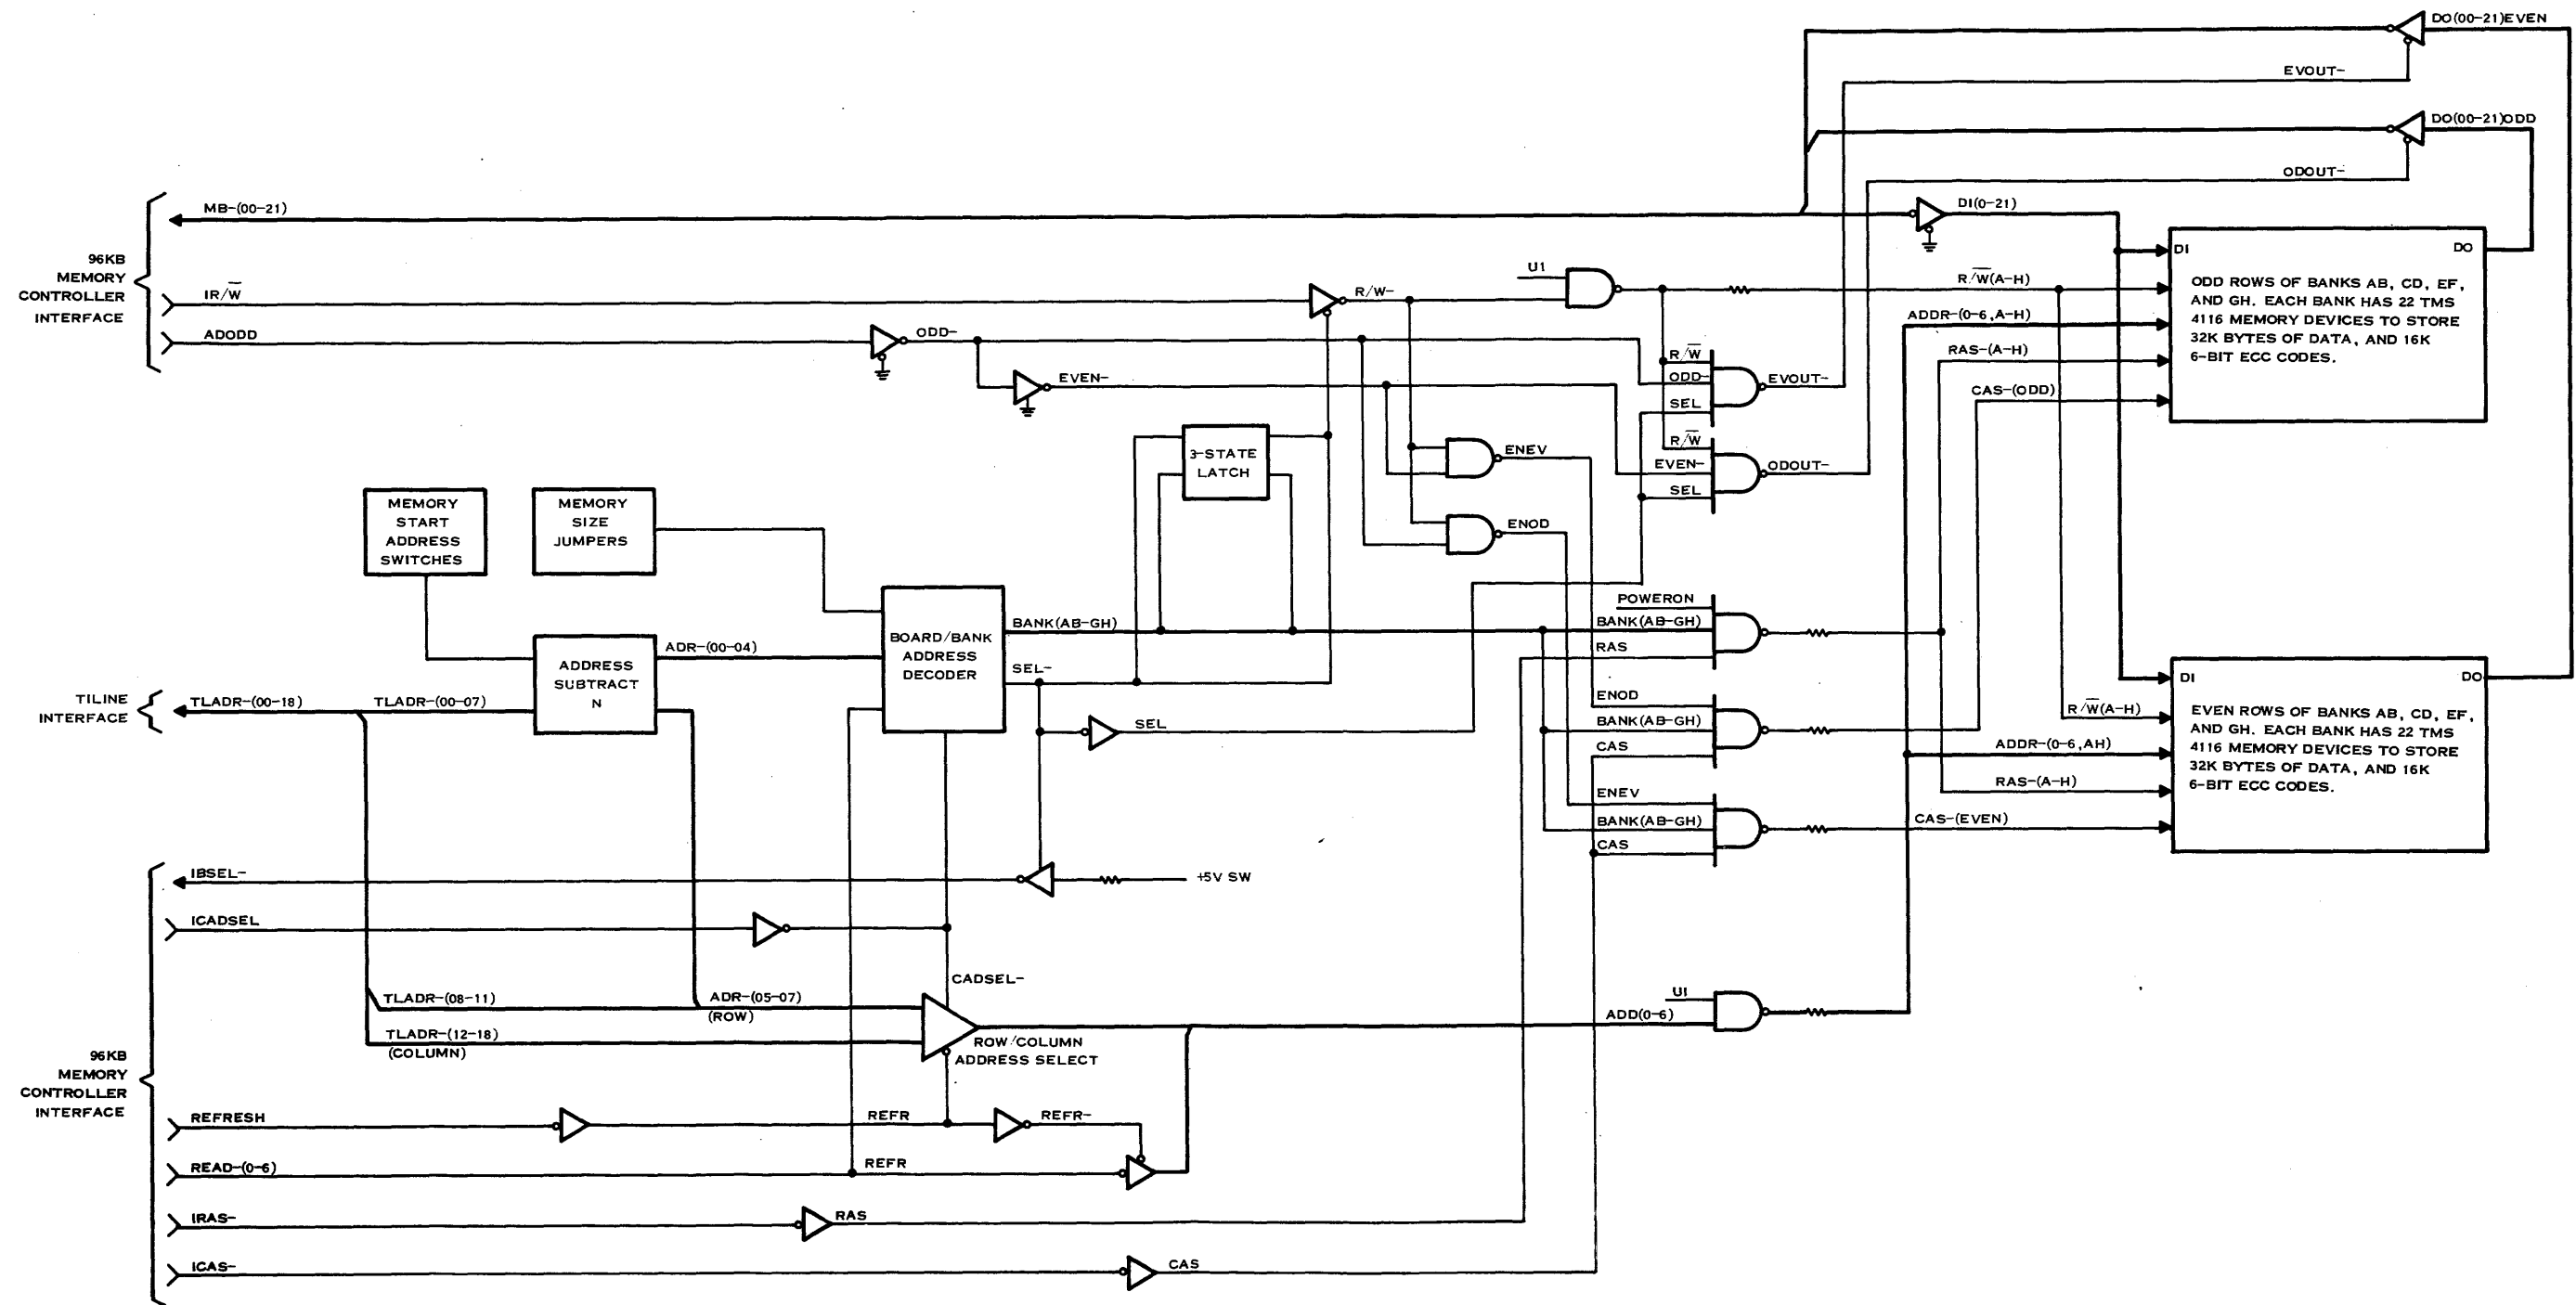 DO(00-21)EVEN
EVOUT-
DO(00-21)ODD
ODOUT-
96KB
MEMORY
CONTROLLER
INTERFACE
MB-(00-21)
IR/W̅
ADODD
DI(0-21)
R/W-
U1
R/W̅(A-H)
ODD-
EVEN-
ADDR-(0-6,A-H)
RAS-(A-H)
CAS-(ODD)
DI
DO
ODD ROWS OF BANKS AB, CD, EF,
AND GH. EACH BANK HAS 22 TMS
4116 MEMORY DEVICES TO STORE
32K BYTES OF DATA, AND 16K
6-BIT ECC CODES.
R/W̅
ODD-
SEL
EVOUT-
R/W̅
EVEN-
SEL
ODOUT-
3-STATE
LATCH
ENEV
ENOD
MEMORY
START
ADDRESS
SWITCHES
MEMORY
SIZE
JUMPERS
BOARD/BANK
ADDRESS
DECODER
BANK(AB-GH)
SEL-
SEL
ADDRESS
SUBTRACT
N
ADR-(00-04)
TILINE
INTERFACE
TLADR-(00-18)
TLADR-(00-07)
POWERON
BANK(AB-GH)
RAS
ENOD
BANK(AB-GH)
CAS
ENEV
BANK(AB-GH)
CAS
DI
DO
R/W̅(A-H)
ADDR-(0-6,AH)
RAS-(A-H)
CAS-(EVEN)
EVEN ROWS OF BANKS AB, CD, EF,
AND GH. EACH BANK HAS 22 TMS
4116 MEMORY DEVICES TO STORE
32K BYTES OF DATA, AND 16K
6-BIT ECC CODES.
96KB
MEMORY
CONTROLLER
INTERFACE
IBSEL-
+5V SW
ICADSEL
CADSEL-
TLADR-(08-11)
ADR-(05-07)
(ROW)
TLADR-(12-18)
(COLUMN)
ROW/COLUMN
ADDRESS SELECT
UI
ADD(0-6)
REFRESH
REFR
REFR-
READ-(0-6)
REFR
IRAS-
RAS
ICAS-
CAS